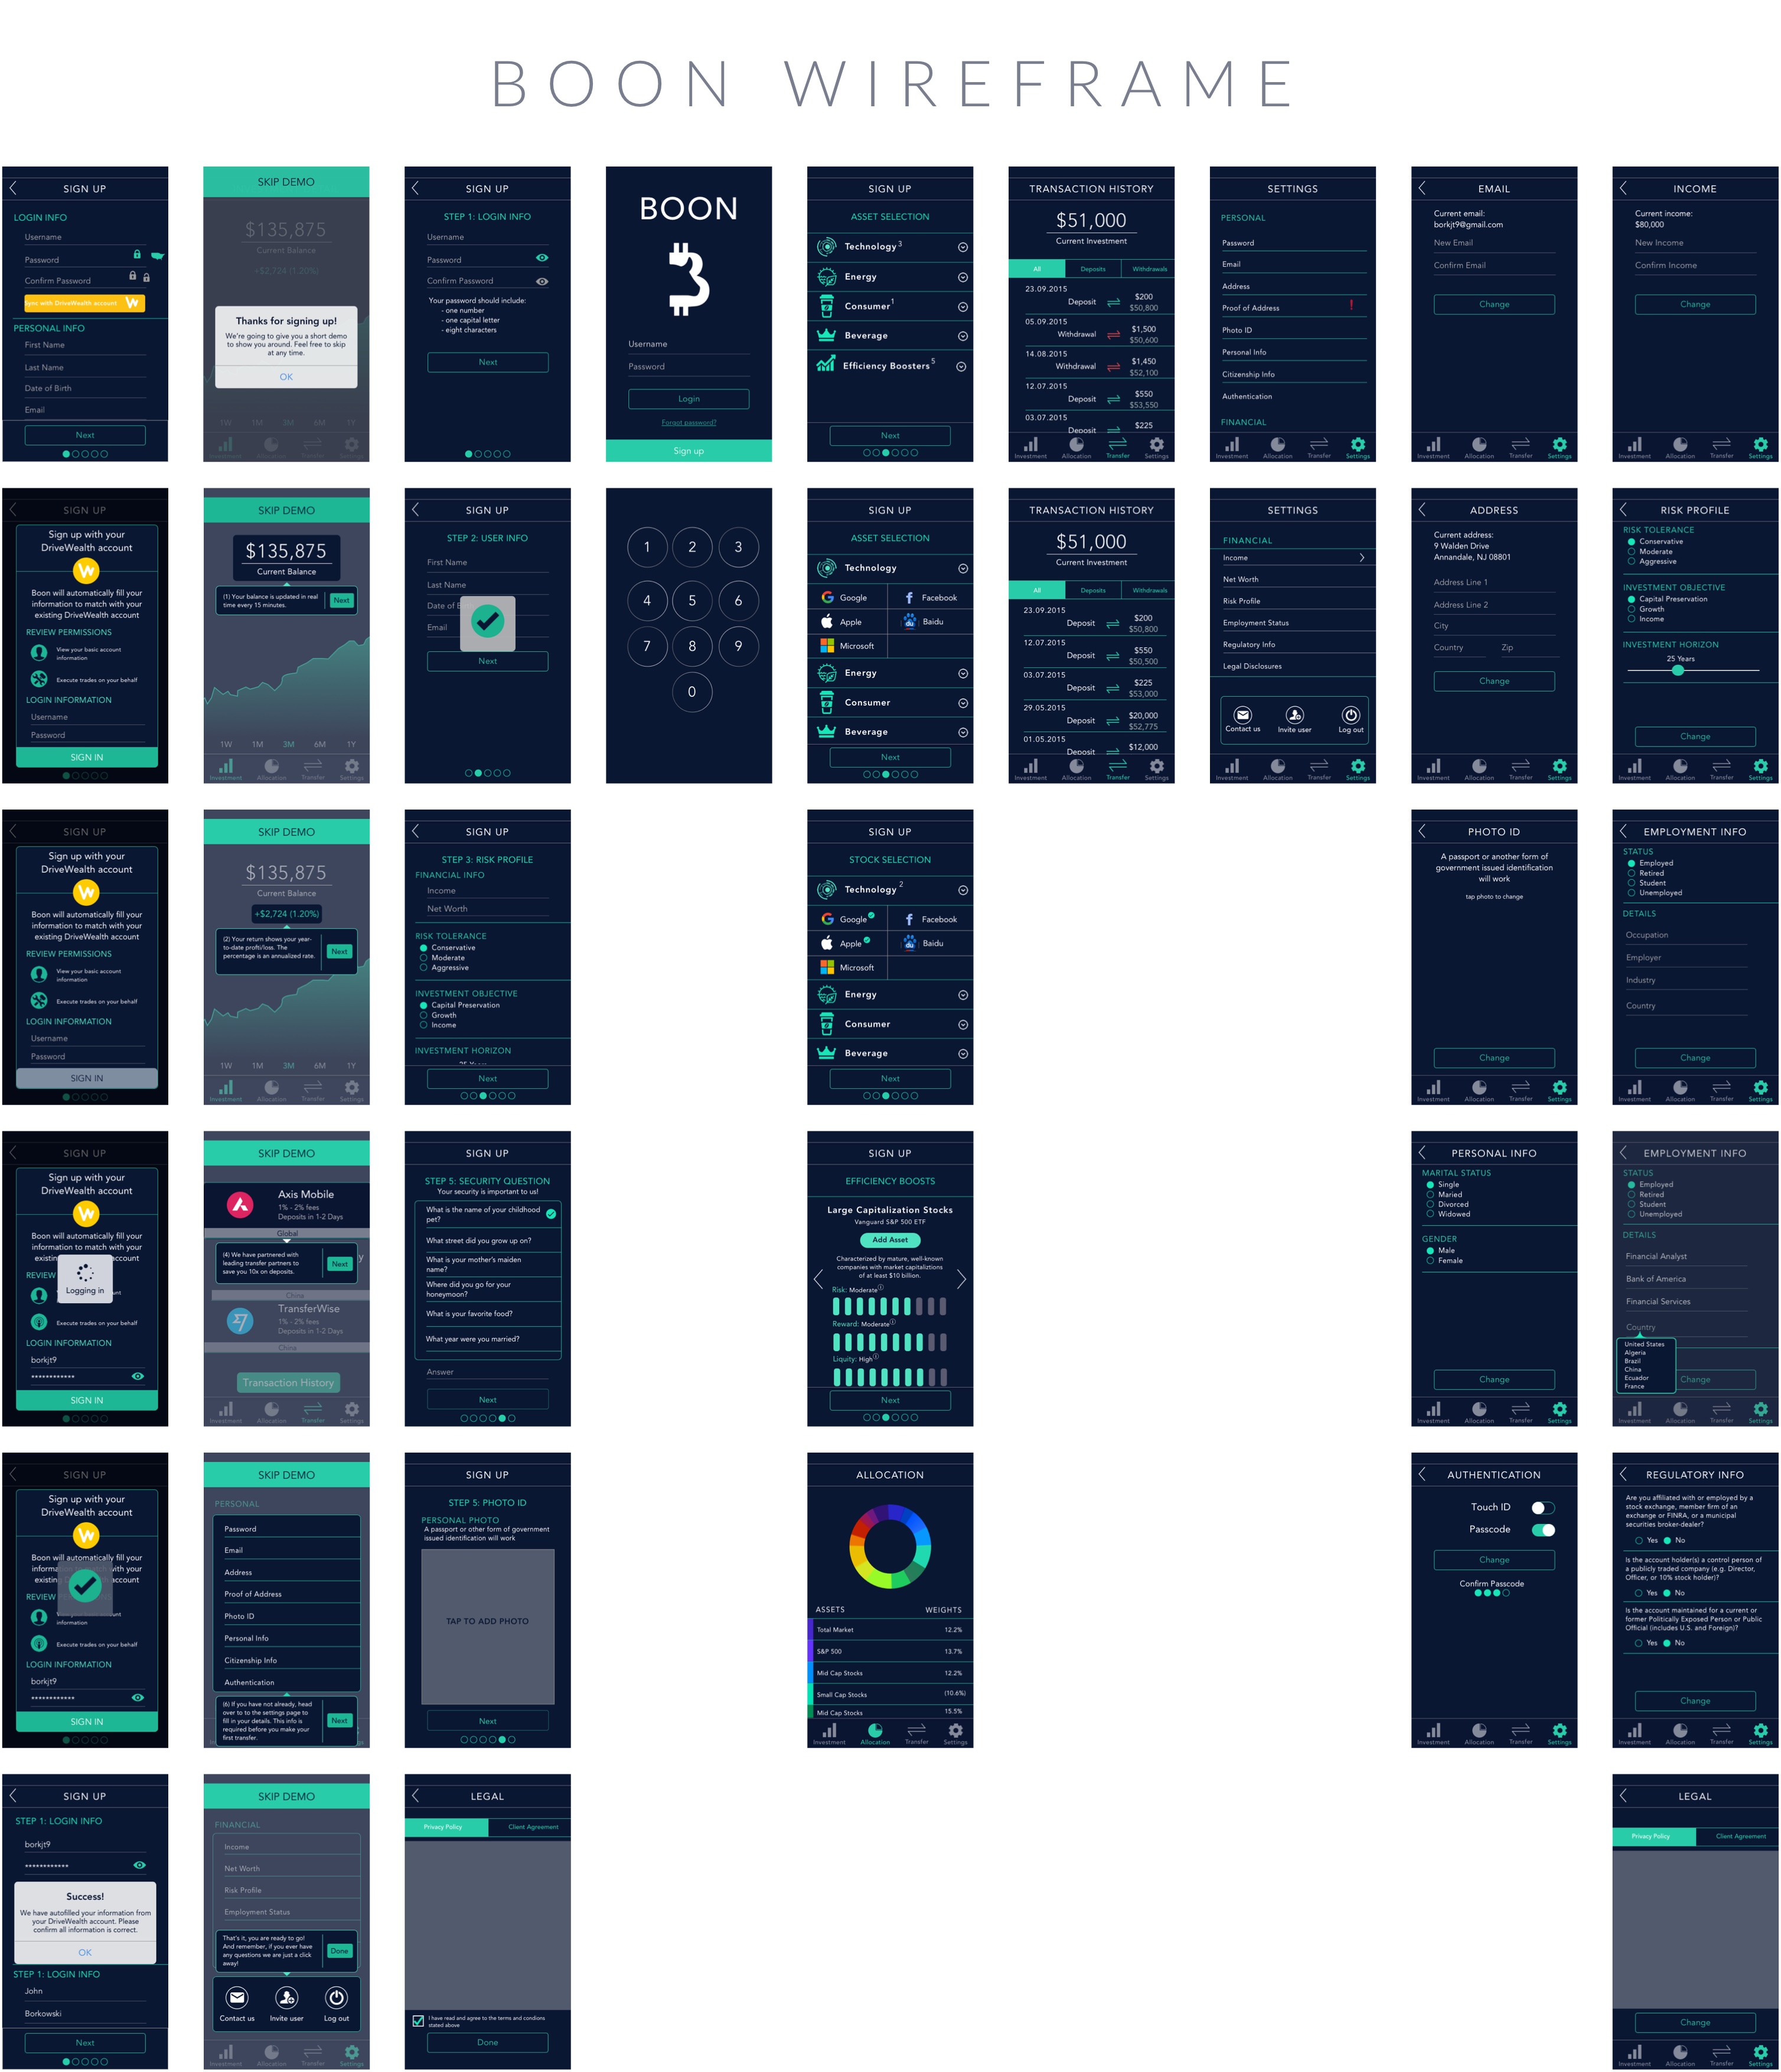 BOON WIREFRAME
SIGN UP
LOGIN INFO
Username
Password
Confirm Password
Sync with DriveWealth account
PERSONAL INFO
First Name
Last Name
Date of Birth
Email
Next
SKIP DEMO
$135,875
Current Balance
+$2,724 (1.20%)
Thanks for signing up!
We're going to give you a short demo
to show you around. Feel free to skip
at any time.
OK
1W 1M 3M 6M 1Y
Investment Allocation Transfer Settings
SIGN UP
STEP 1: LOGIN INFO
Username
Password
Confirm Password
Your password should include:
- one number
- one capital letter
- eight characters
Next
BOON
Username
Password
Login
Forgot password?
Sign up
SIGN UP
ASSET SELECTION
Technology 3
Energy
Consumer 1
Beverage
Efficiency Boosters 5
Next
TRANSACTION HISTORY
$51,000
Current Investment
All Deposits Withdrawals
23.09.2015
Deposit $200
$50,800
05.09.2015
Withdrawal $1,500
$50,600
14.08.2015
Withdrawal $1,450
$52,100
12.07.2015
Deposit $550
$53,550
03.07.2015
Deposit $225
Investment Allocation Transfer Settings
SETTINGS
PERSONAL
Password
Email
Address
Proof of Address !
Photo ID
Personal Info
Citizenship Info
Authentication
FINANCIAL
Investment Allocation Transfer Settings
EMAIL
Current email:
borkjt9@gmail.com
New Email
Confirm Email
Change
Investment Allocation Transfer Settings
INCOME
Current income:
$80,000
New Income
Confirm Income
Change
Investment Allocation Transfer Settings
SIGN UP
Sign up with your
DriveWealth account
Boon will automatically fill your
information to match with your
existing DriveWealth account
REVIEW PERMISSIONS
View your basic account
information
Execute trades on your behalf
LOGIN INFORMATION
Username
Password
SIGN IN
SKIP DEMO
$135,875
Current Balance
(1) Your balance is updated in real
time every 15 minutes.
Next
1W 1M 3M 6M 1Y
Investment Allocation Transfer Settings
SIGN UP
STEP 2: USER INFO
First Name
Last Name
Date of B
Email
Next
1 2 3
4 5 6
7 8 9
0
SIGN UP
ASSET SELECTION
Technology
Google Facebook
Apple Baidu
Microsoft
Energy
Consumer
Beverage
Next
TRANSACTION HISTORY
$51,000
Current Investment
All Deposits Withdrawals
23.09.2015
Deposit $200
$50,800
12.07.2015
Deposit $550
$50,500
03.07.2015
Deposit $225
$53,000
29.05.2015
Deposit $20,000
$52,775
01.05.2015
Deposit $12,000
Investment Allocation Transfer Settings
SETTINGS
FINANCIAL
Income
Net Worth
Risk Profile
Employment Status
Regulatory Info
Legal Disclosures
Contact us Invite user Log out
Investment Allocation Transfer Settings
ADDRESS
Current address:
9 Walden Drive
Annandale, NJ 08801
Address Line 1
Address Line 2
City
Country Zip
Change
Investment Allocation Transfer Settings
RISK PROFILE
RISK TOLERANCE
Conservative
Moderate
Aggressive
INVESTMENT OBJECTIVE
Capital Preservation
Growth
Income
INVESTMENT HORIZON
25 Years
Change
Investment Allocation Transfer Settings
SIGN UP
Sign up with your
DriveWealth account
Boon will automatically fill your
information to match with your
existing DriveWealth account
REVIEW PERMISSIONS
View your basic account
information
Execute trades on your behalf
LOGIN INFORMATION
Username
Password
SIGN IN
SKIP DEMO
$135,875
Current Balance
+$2,724 (1.20%)
(2) Your return shows your year-
to-date profti/loss. The
percentage is an annualized rate.
Next
1W 1M 3M 6M 1Y
Investment Allocation Transfer Settings
SIGN UP
STEP 3: RISK PROFILE
FINANCIAL INFO
Income
Net Worth
RISK TOLERANCE
Conservative
Moderate
Aggressive
INVESTMENT OBJECTIVE
Capital Preservation
Growth
Income
INVESTMENT HORIZON
25 Years
Next
SIGN UP
STOCK SELECTION
Technology 2
Google Facebook
Apple Baidu
Microsoft
Energy
Consumer
Beverage
Next
PHOTO ID
A passport or another form of
government issued identification
will work
tap photo to change
Change
Investment Allocation Transfer Settings
EMPLOYMENT INFO
STATUS
Employed
Retired
Student
Unemployed
DETAILS
Occupation
Employer
Industry
Country
Change
Investment Allocation Transfer Settings
SIGN UP
Sign up with your
DriveWealth account
Boon will automatically fill your
information to match with your
existin ccount
REVIEW
Logging in
Execute trades on your behalf
LOGIN INFORMATION
borkjt9
************
SIGN IN
SKIP DEMO
Axis Mobile
1% - 2% fees
Deposits in 1-2 Days
Global
(4) We have partnered with
leading transfer partners to
save you 10x on deposits.
Next
China
TransferWise
1% - 2% fees
Deposits in 1-2 Days
China
Transaction History
Investment Allocation Transfer Settings
SIGN UP
STEP 5: SECURITY QUESTION
Your security is important to us!
What is the name of your childhood
pet?
What street did you grow up on?
What is your mother's maiden
name?
Where did you go for your
honeymoon?
What is your favorite food?
What year were you married?
Answer
Next
SIGN UP
EFFICIENCY BOOSTS
Large Capitalization Stocks
Vanguard S&P 500 ETF
Add Asset
Characterized by mature, well-known
companies with market capitaliztions
of at least $10 billion.
Risk: Moderate
Reward: Moderate
Liquity: High
Next
PERSONAL INFO
MARITAL STATUS
Single
Maried
Divorced
Widowed
GENDER
Male
Female
Change
Investment Allocation Transfer Settings
EMPLOYMENT INFO
STATUS
Employed
Retired
Student
Unemployed
DETAILS
Financial Analyst
Bank of America
Financial Services
Country
United States
Algeria
Brazil
China
Ecuador
France
Change
Investment Allocation Transfer Settings
SIGN UP
Sign up with your
DriveWealth account
Boon will automatically fill your
informa with your
existin account
REVIEW
information
Execute trades on your behalf
LOGIN INFORMATION
borkjt9
************
SIGN IN
SKIP DEMO
PERSONAL
Password
Email
Address
Proof of Address
Photo ID
Personal Info
Citizenship Info
Authentication
(6) If you have not already, head
over to to the settings page to
fill in your details. This info is
required before you make your
first transfer.
Next
SIGN UP
STEP 5: PHOTO ID
PERSONAL PHOTO
A passport or other form of government
issued identification will work
TAP TO ADD PHOTO
Next
ALLOCATION
ASSETS WEIGHTS
Total Market 12.2%
S&P 500 13.7%
Mid Cap Stocks 12.2%
Small Cap Stocks (10.6%)
Mid Cap Stocks 15.5%
Investment Allocation Transfer Settings
AUTHENTICATION
Touch ID
Passcode
Change
Confirm Passcode
Investment Allocation Transfer Settings
REGULATORY INFO
Are you affiliated with or employed by a
stock exchange, member firm of an
exchange or FINRA, or a municipal
securities broker-dealer?
Yes No
Is the account holder(s) a control person of
a publicly traded company (e.g. Director,
Officer, or 10% stock holder)?
Yes No
Is the account maintained for a current or
former Politically Exposed Person or Public
Official (includes U.S. and Foreign)?
Yes No
Change
Investment Allocation Transfer Settings
SIGN UP
STEP 1: LOGIN INFO
borkjt9
************
Success!
We have autofilled your information from
your DriveWealth account. Please
confirm all information is correct.
OK
STEP 1: LOGIN INFO
John
Borkowski
Next
SKIP DEMO
FINANCIAL
Income
Net Worth
Risk Profile
Employment Status
That's it, you are ready to go!
And remember, if you ever have
any questions we are just a click
away!
Done
Contact us Invite user Log out
Investment Allocation Transfer Settings
LEGAL
Privacy Policy Client Agreement
I have read and agree to the terms and condions
stated above
Done
LEGAL
Privacy Policy Client Agreement
Change
Investment Allocation Transfer Settings